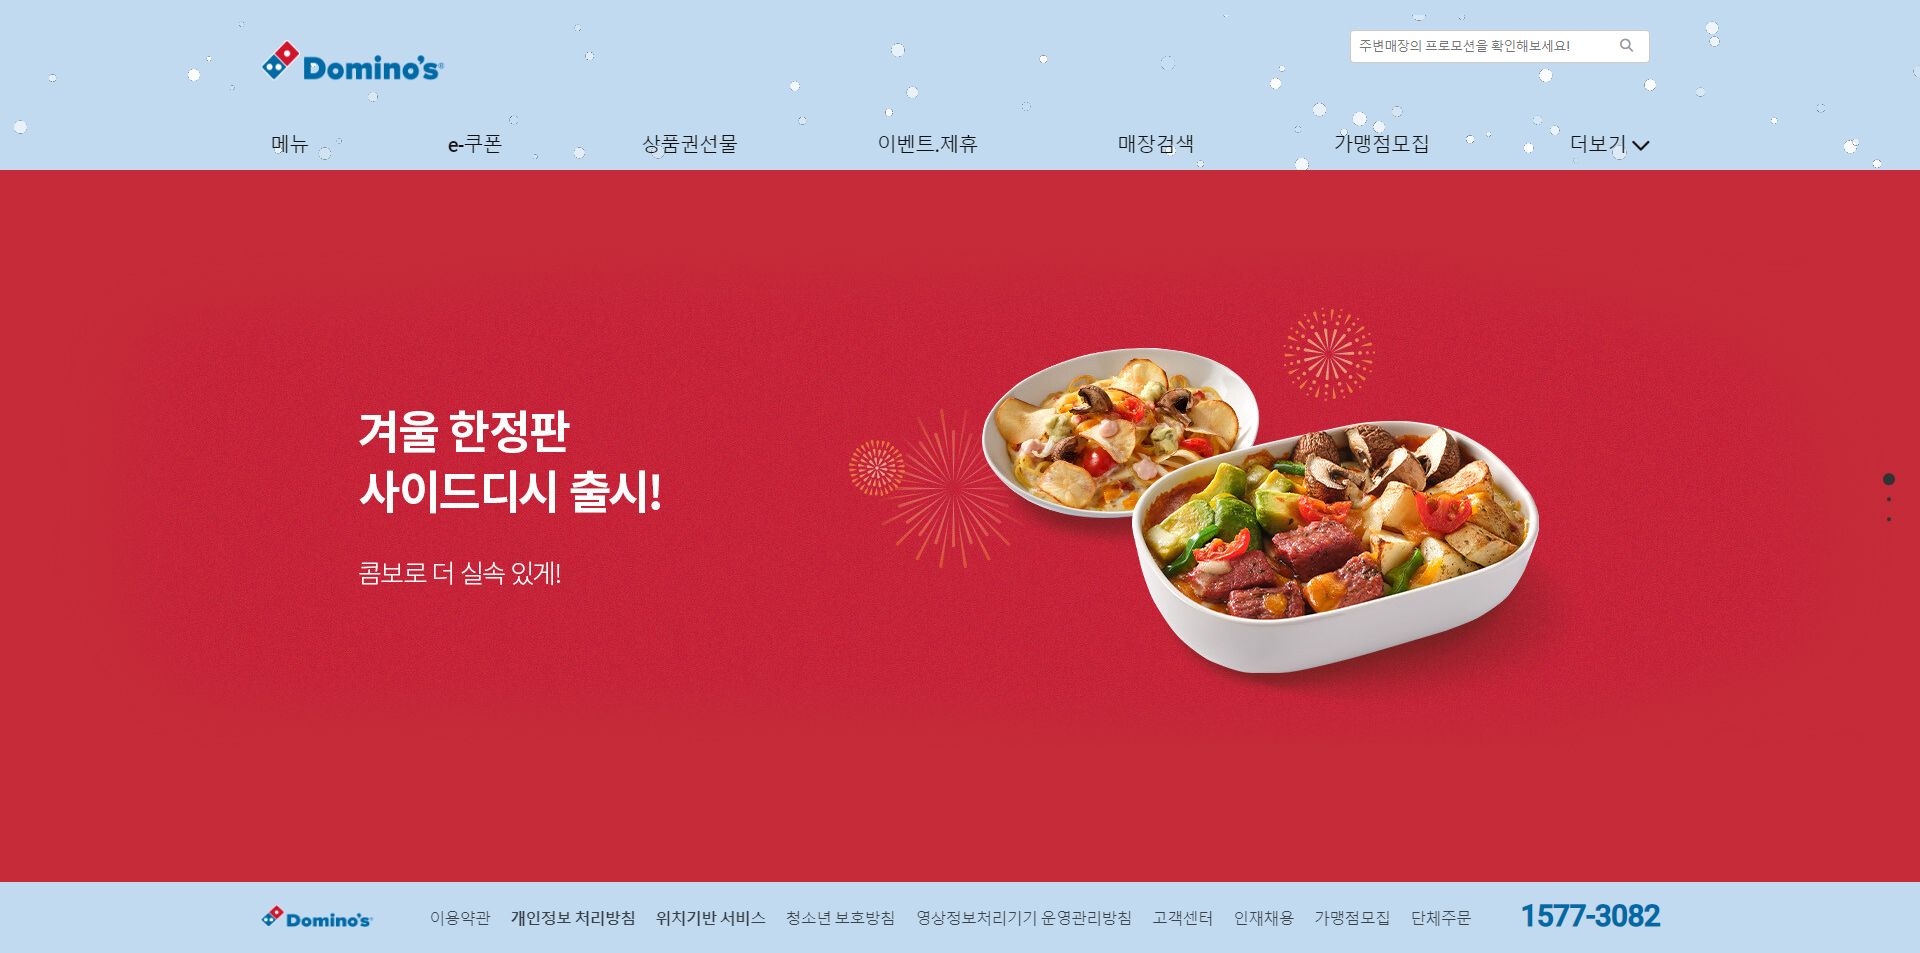 Domino's®
주변매장의 프로모션을 확인해보세요!
메뉴 e-쿠폰 상품권선물 이벤트.제휴 매장검색 가맹점모집 더보기
겨울 한정판
사이드디시 출시!
콤보로 더 실속 있게!
Domino's 이용약관 개인정보 처리방침 위치기반 서비스 청소년 보호방침 영상정보처리기기 운영관리방침 고객센터 인재채용 가맹점모집 단체주문 1577-3082